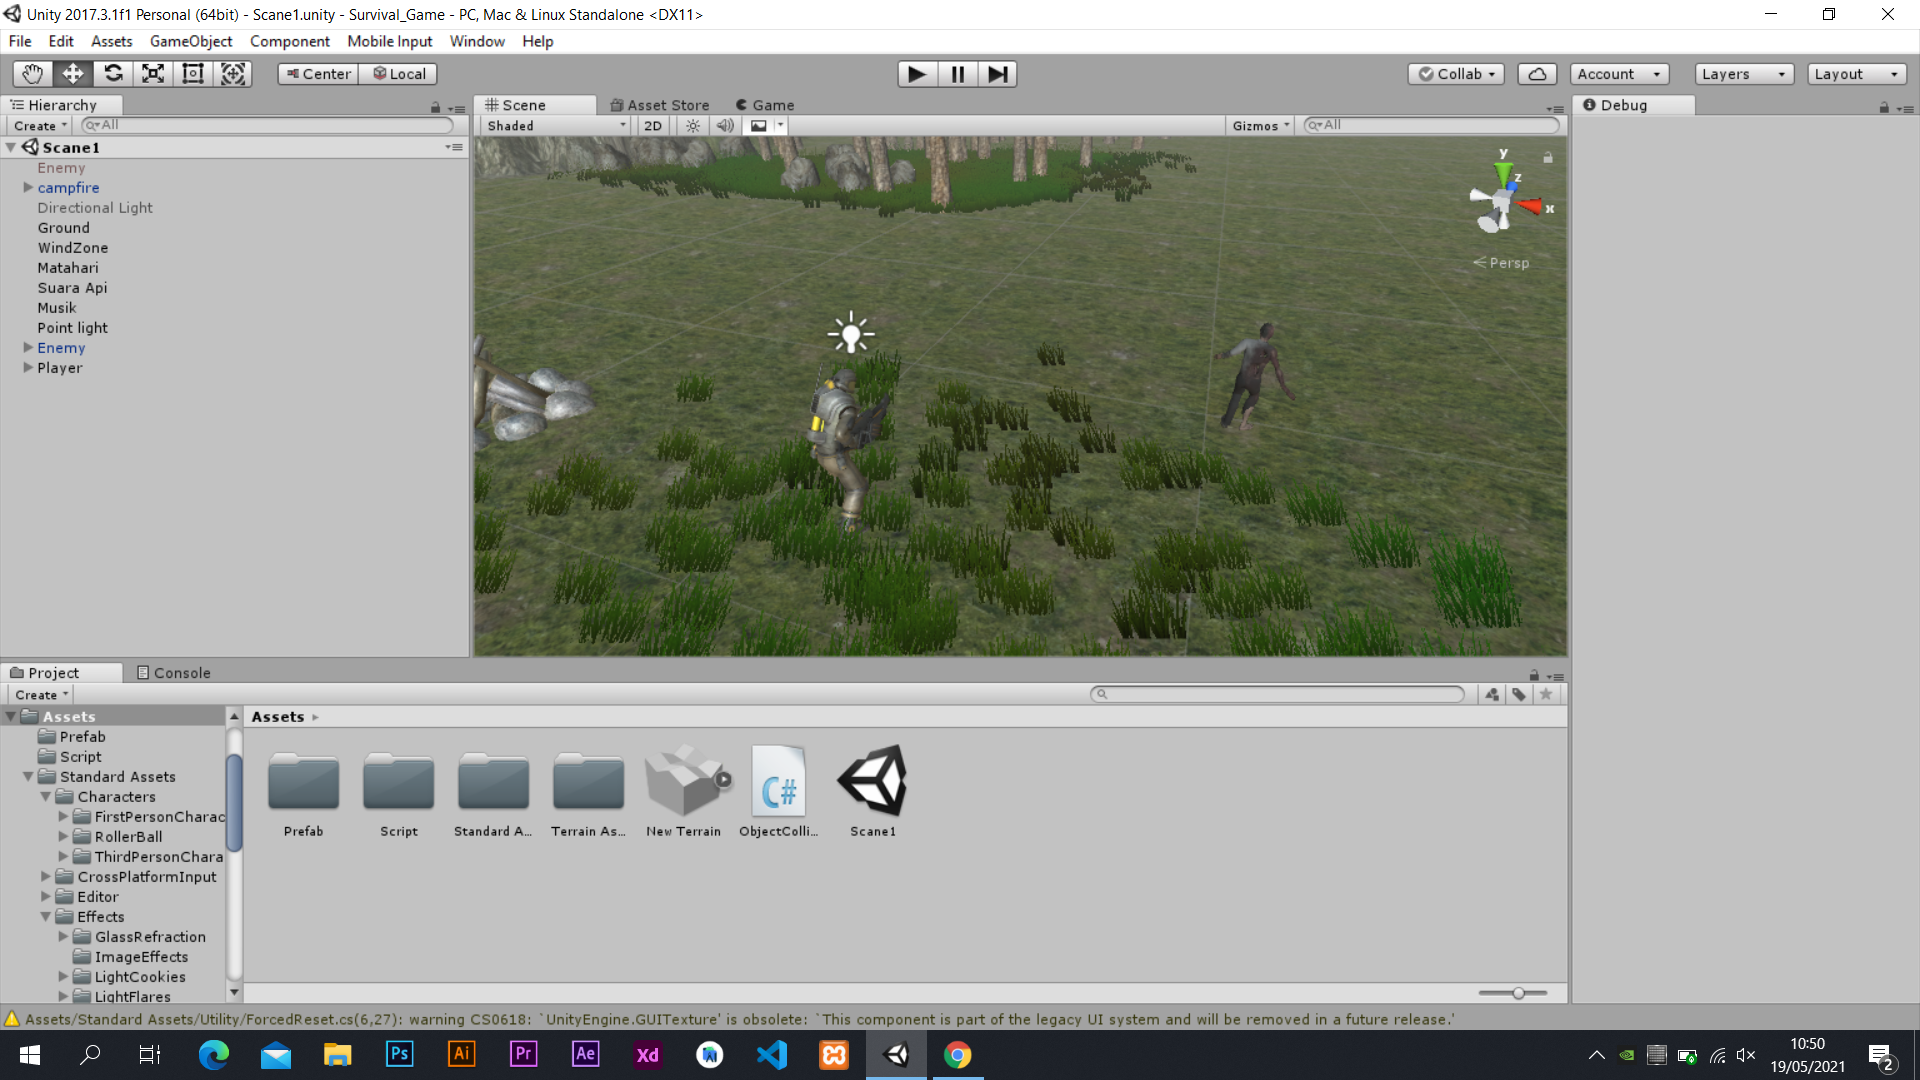 Unity 2017.3.1f1 Personal (64bit) - Scane1.unity - Survival_Game - PC, Mac & Linux Standalone <DX11>
File Edit Assets GameObject Component Mobile Input Window Help
Center Local Collab Account Layers Layout
Hierarchy
Create All
Scane1
Enemy
campfire
Directional Light
Ground
WindZone
Matahari
Suara Api
Musik
Point light
Enemy
Player
Scene Asset Store Game
Shaded 2D Gizmos All
y
z
x
Persp
Debug
Project Console
Create
Assets
Prefab
Script
Standard Assets
Characters
FirstPersonCharac
RollerBall
ThirdPersonChara
CrossPlatformInput
Editor
Effects
GlassRefraction
ImageEffects
LightCookies
LightFlares
Assets
C#
Prefab Script Standard A... Terrain As... New Terrain ObjectColli... Scane1
Assets/Standard Assets/Utility/ForcedReset.cs(6,27): warning CS0618: `UnityEngine.GUITexture' is obsolete: `This component is part of the legacy UI system and will be removed in a future release.'
Ps Ai Pr Ae Xd
10:50
19/05/2021
2